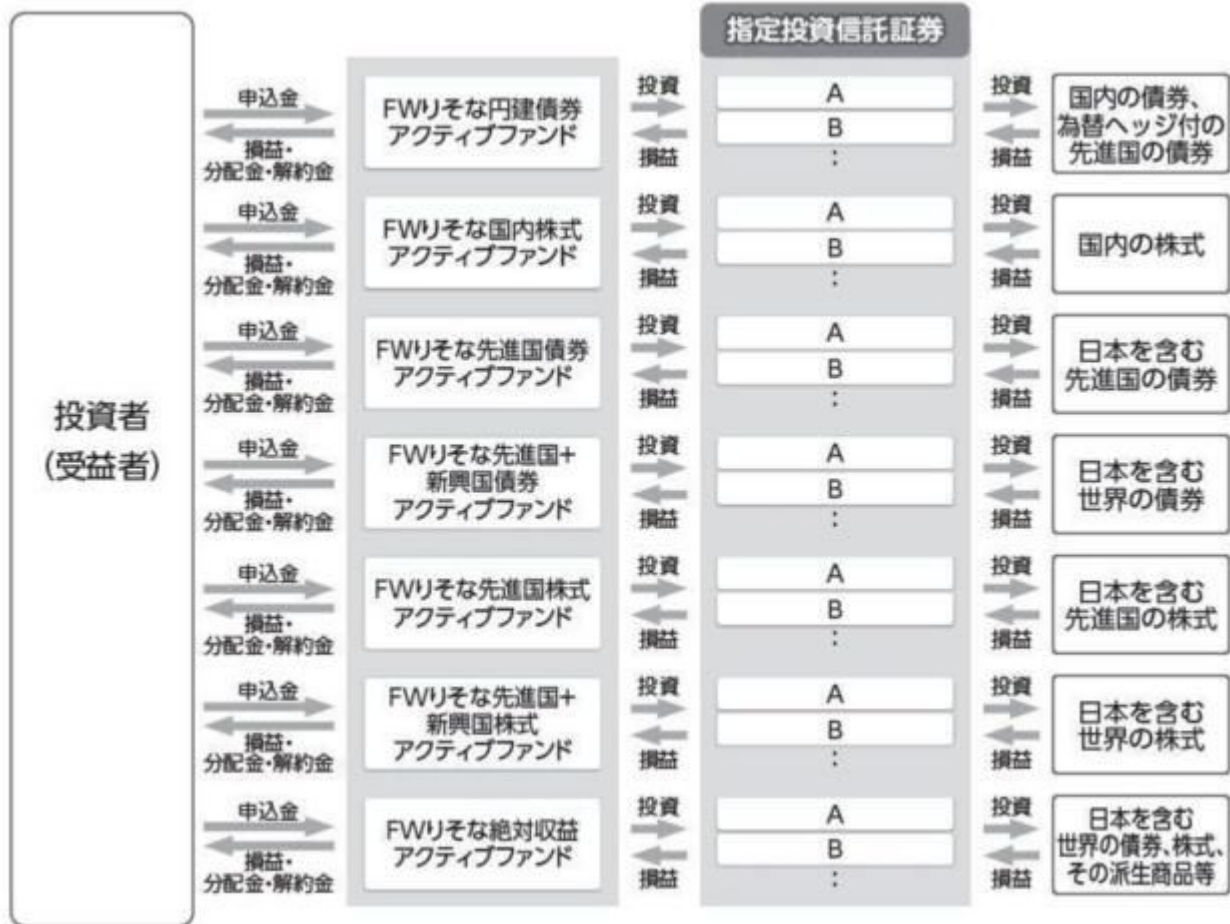 指定投資信託証券
投資者
(受益者)
申込金
損益・
分配金・解約金
FWりそな円建債券
アクティブファンド
投資
損益
A
B
:
投資
損益
国内の債券、
為替ヘッジ付の
先進国の債券
申込金
損益・
分配金・解約金
FWりそな国内株式
アクティブファンド
投資
損益
A
B
:
投資
損益
国内の株式
申込金
損益・
分配金・解約金
FWりそな先進国債券
アクティブファンド
投資
損益
A
B
:
投資
損益
日本を含む
先進国の債券
申込金
損益・
分配金・解約金
FWりそな先進国+
新興国債券
アクティブファンド
投資
損益
A
B
:
投資
損益
日本を含む
世界の債券
申込金
損益・
分配金・解約金
FWりそな先進国株式
アクティブファンド
投資
損益
A
B
:
投資
損益
日本を含む
先進国の株式
申込金
損益・
分配金・解約金
FWりそな先進国+
新興国株式
アクティブファンド
投資
損益
A
B
:
投資
損益
日本を含む
世界の株式
申込金
損益・
分配金・解約金
FWりそな絶対収益
アクティブファンド
投資
損益
A
B
:
投資
損益
日本を含む
世界の債券、株式、
その派生商品等